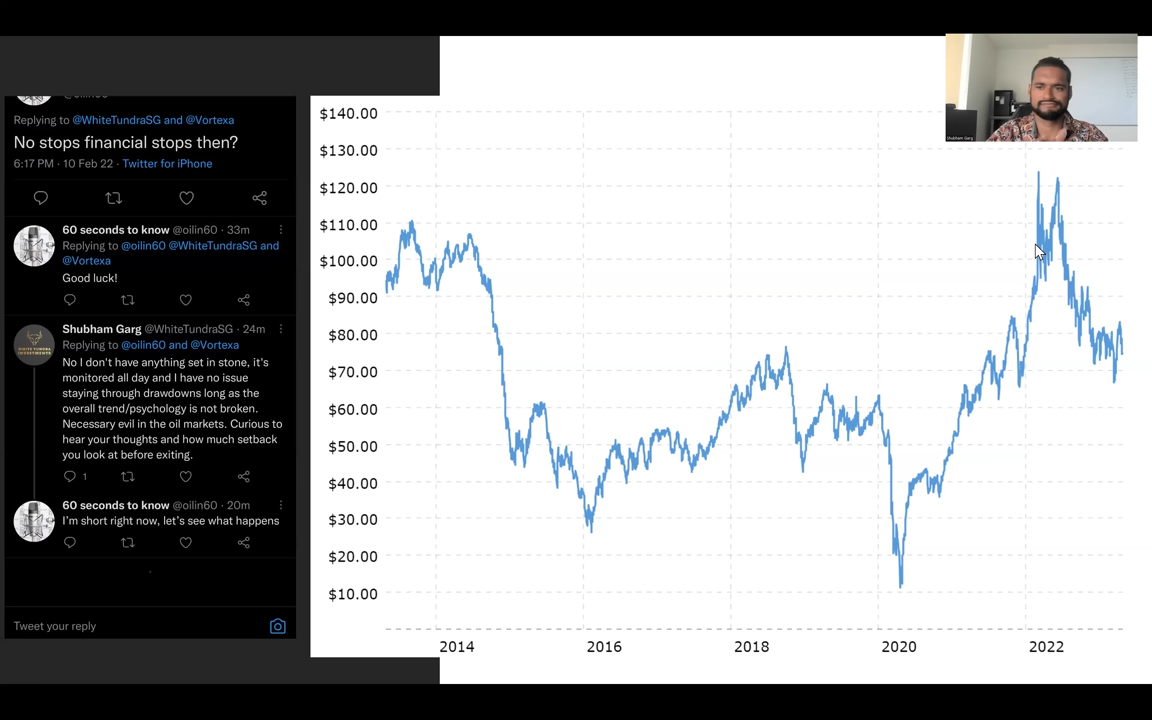 Replying to @WhiteTundraSG and @Vortexa
No stops financial stops then?
6:17 PM · 10 Feb 22 · Twitter for iPhone
60 seconds to know @oilin60 · 33m
Replying to @oilin60 @WhiteTundraSG and
@Vortexa
Good luck!
Shubham Garg @WhiteTundraSG · 24m
Replying to @oilin60 and @Vortexa
No I don't have anything set in stone, it's
monitored all day and I have no issue
staying through drawdowns long as the
overall trend/psychology is not broken.
Necessary evil in the oil markets. Curious to
hear your thoughts and how much setback
you look at before exiting.
1
60 seconds to know @oilin60 · 20m
I'm short right now, let's see what happens
Tweet your reply
$140.00
$130.00
$120.00
$110.00
$100.00
$90.00
$80.00
$70.00
$60.00
$50.00
$40.00
$30.00
$20.00
$10.00
2014 2016 2018 2020 2022
Shubham Garg